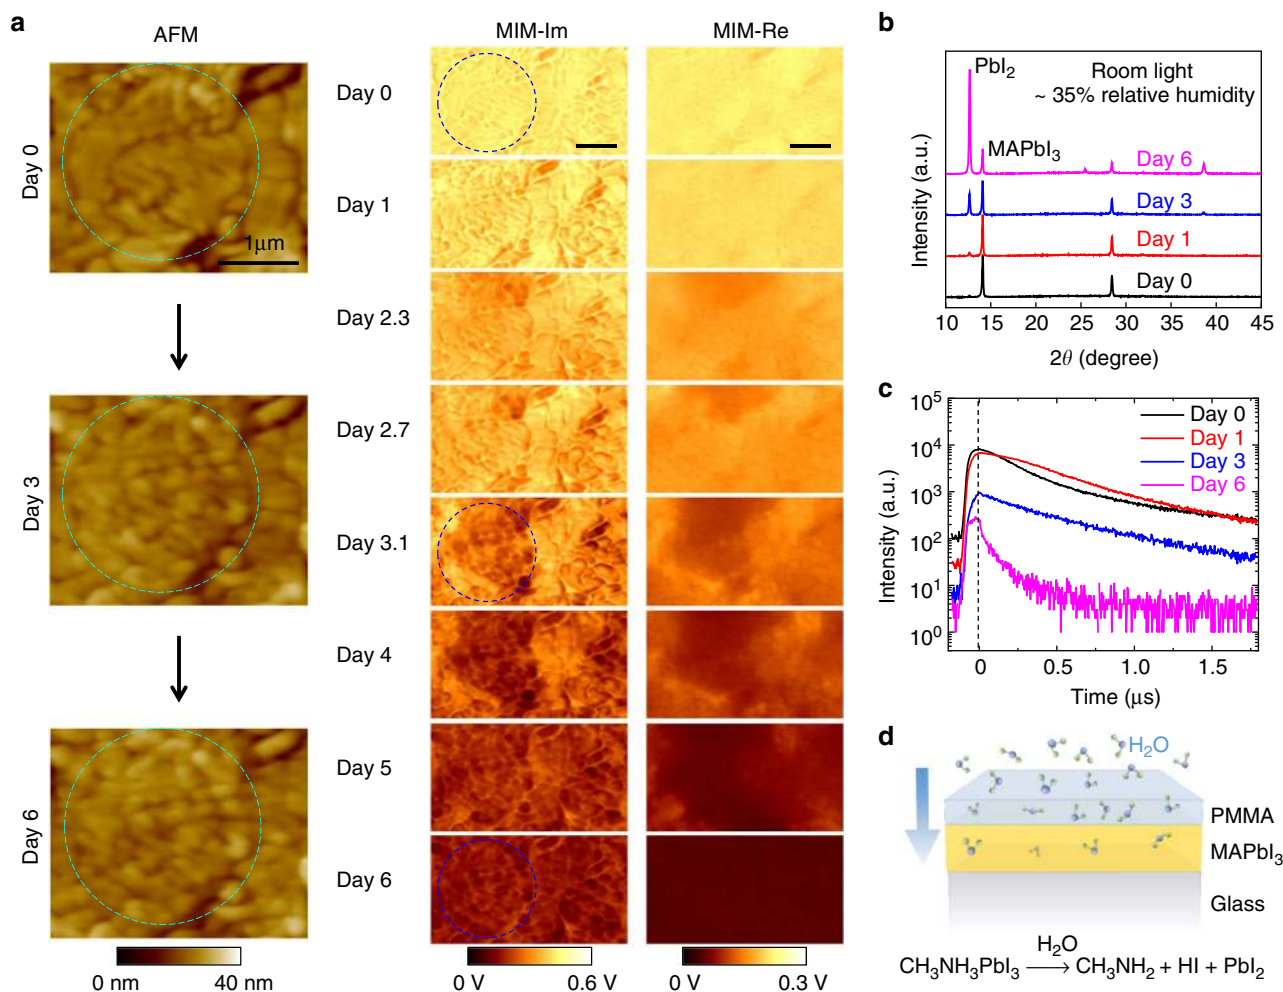 a
AFM
MIM-Im
MIM-Re
Day 0
1μm
Day 3
Day 6
0 nm
40 nm
Day 0
Day 1
Day 2.3
Day 2.7
Day 3.1
Day 4
Day 5
Day 6
0 V
0.6 V
0 V
0.3 V
b
PbI2
Room light
~ 35% relative humidity
MAPbI3
Day 6
Day 3
Day 1
Day 0
Intensity (a.u.)
10 15 20 25 30 35 40 45
2θ (degree)
c
10^5
10^4
10^3
10^2
10^1
10^0
Day 0
Day 1
Day 3
Day 6
Intensity (a.u.)
0 0.5 1.0 1.5
Time (μs)
d
H2O
PMMA
MAPbI3
Glass
H2O
CH3NH3PbI3 ⟶ CH3NH2 + HI + PbI2